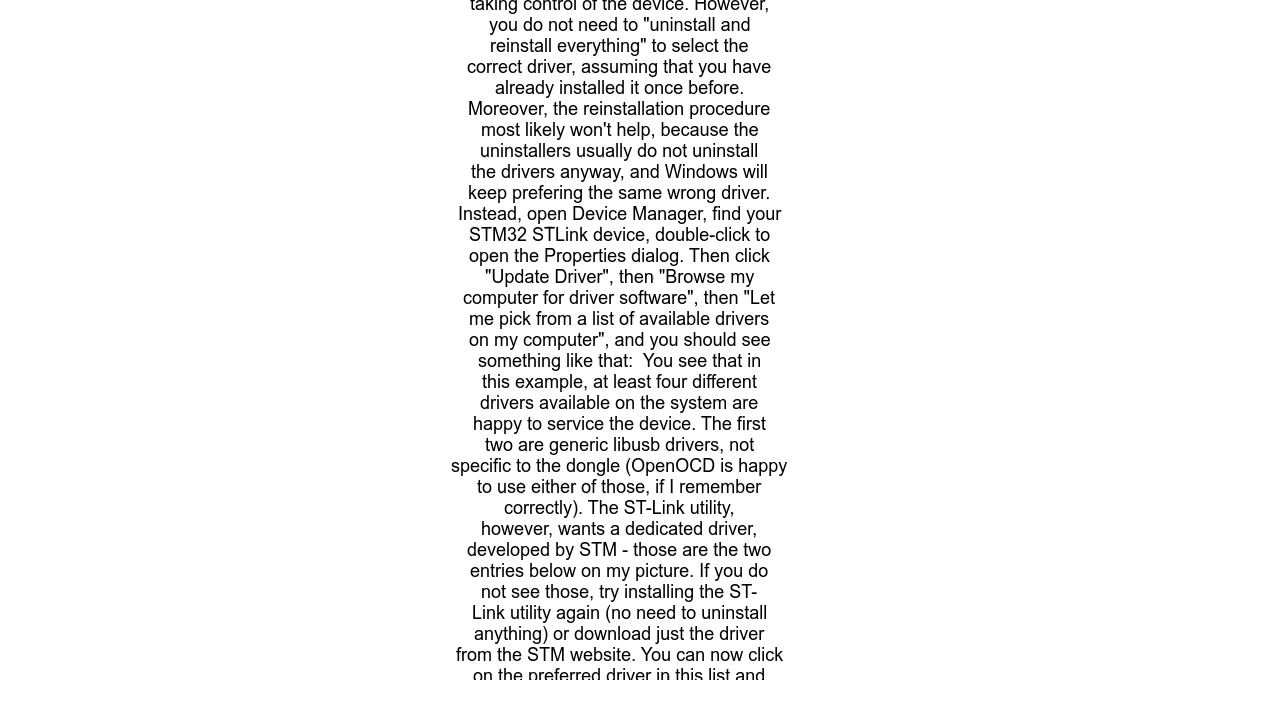 taking control of the device. However,
you do not need to "uninstall and
reinstall everything" to select the
correct driver, assuming that you have
already installed it once before.
Moreover, the reinstallation procedure
most likely won't help, because the
uninstallers usually do not uninstall
the drivers anyway, and Windows will
keep prefering the same wrong driver.
Instead, open Device Manager, find your
STM32 STLink device, double-click to
open the Properties dialog. Then click
"Update Driver", then "Browse my
computer for driver software", then "Let
me pick from a list of available drivers
on my computer", and you should see
something like that:  You see that in
this example, at least four different
drivers available on the system are
happy to service the device. The first
two are generic libusb drivers, not
specific to the dongle (OpenOCD is happy
to use either of those, if I remember
correctly). The ST-Link utility,
however, wants a dedicated driver,
developed by STM - those are the two
entries below on my picture. If you do
not see those, try installing the ST-
Link utility again (no need to uninstall
anything) or download just the driver
from the STM website. You can now click
on the preferred driver in this list and